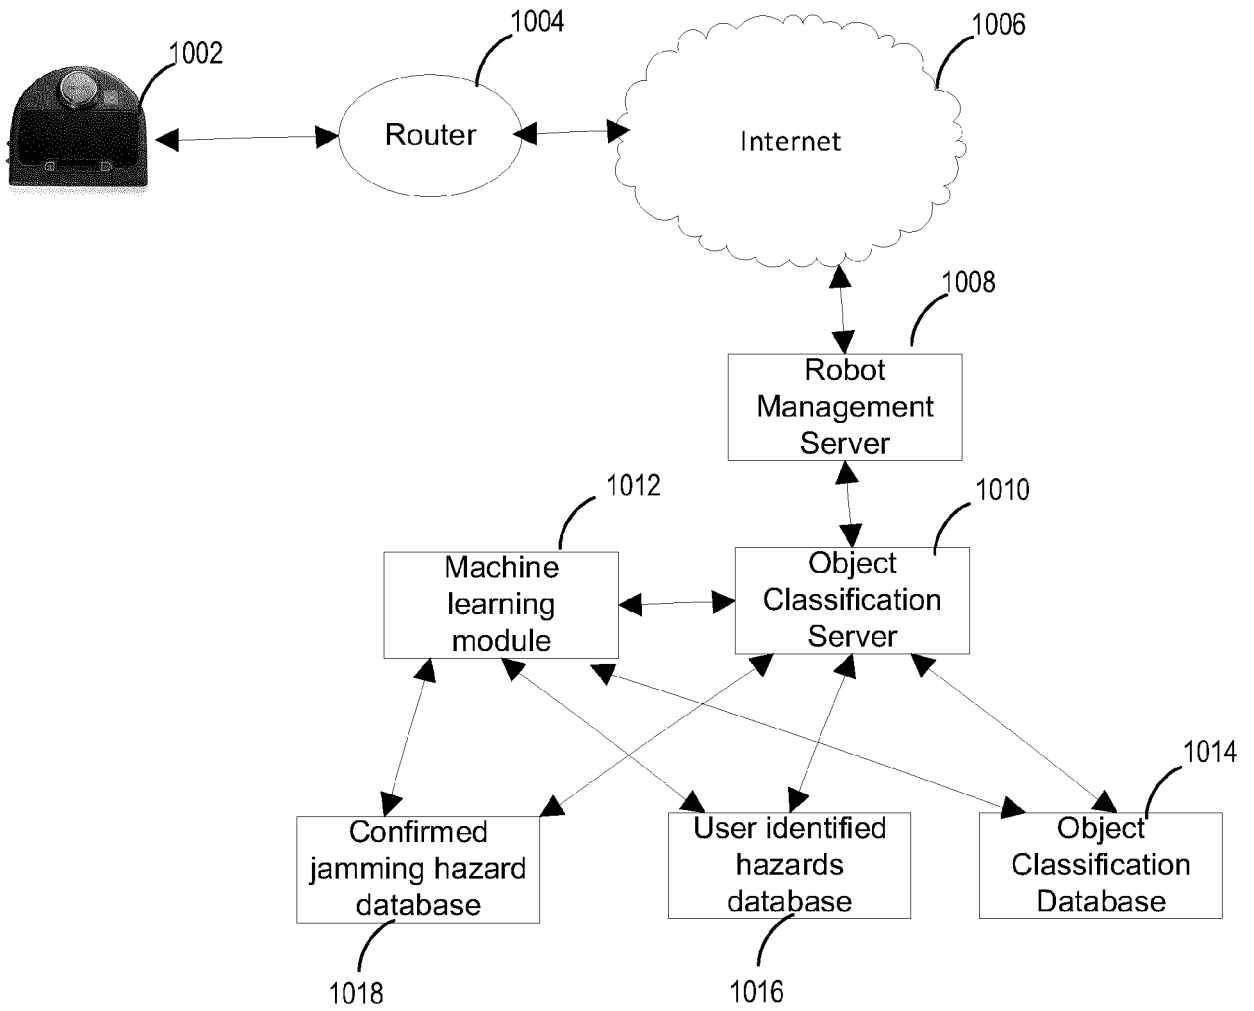 1002
1004
1006
Router
Internet
1008
Robot
Management
Server
1012
1010
Machine
learning
module
Object
Classification
Server
1014
Confirmed
jamming hazard
database
User identified
hazards
database
Object
Classification
Database
1018
1016